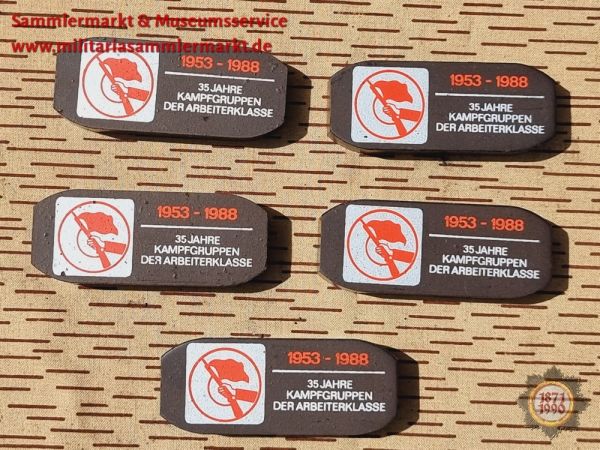 Sammlermarkt & Museumsservice
www.militariasammlermarkt.de
1953 - 1988
35 JAHRE
KAMPFGRUPPEN
DER ARBEITERKLASSE
1953 - 1988
35 JAHRE
KAMPFGRUPPEN
DER ARBEITERKLASSE
1953 - 1988
35 JAHRE
KAMPFGRUPPEN
DER ARBEITERKLASSE
1953 - 1988
35 JAHRE
KAMPFGRUPPEN
DER ARBEITERKLASSE
1953 - 1988
35 JAHRE
KAMPFGRUPPEN
DER ARBEITERKLASSE
1871
1990